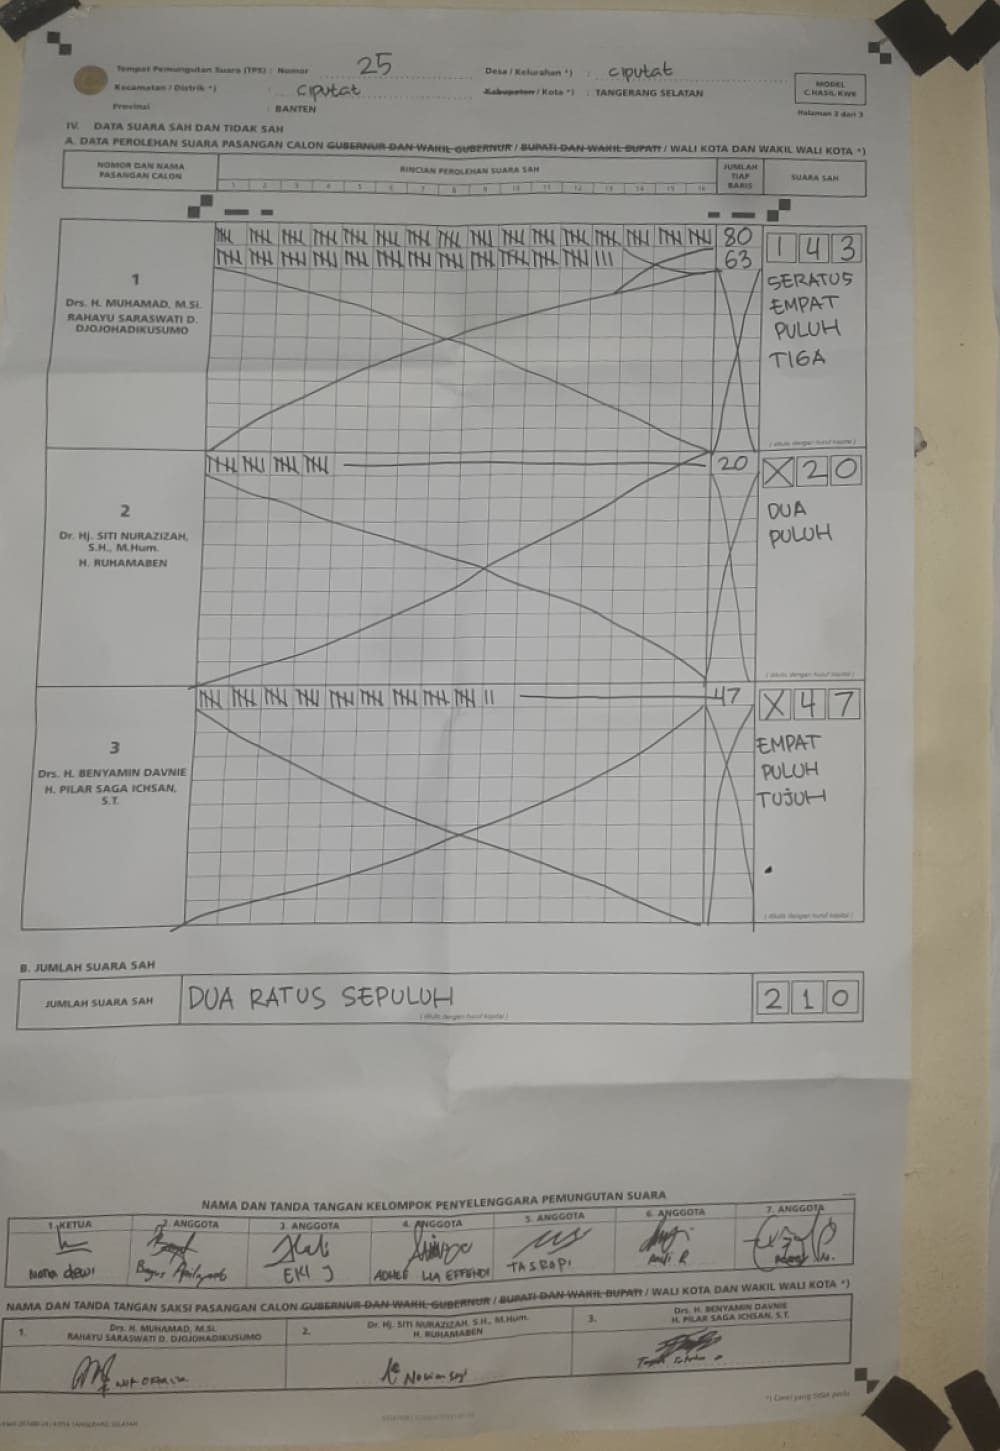 Tempat Pemungutan Suara (TPS) : Nomor 25 Desa / Kelurahan *) : Ciputat
Kecamatan / Distrik *) : Ciputat Kabupaten / Kota *) : TANGERANG SELATAN
Provinsi : BANTEN
MODEL
C.HASIL-KWK
Halaman 2 dari 3
IV. DATA SUARA SAH DAN TIDAK SAH
A. DATA PEROLEHAN SUARA PASANGAN CALON GUBERNUR DAN WAKIL GUBERNUR / BUPATI DAN WAKIL BUPATI / WALI KOTA DAN WAKIL WALI KOTA *)
NOMOR DAN NAMA
PASANGAN CALON
RINCIAN PEROLEHAN SUARA SAH
1 2 3 4 5 6 7 8 9 10 11 12 13 14 15 16
JUMLAH
TIAP
BARIS
SUARA SAH
1
Drs. H. MUHAMAD, M.Si.
RAHAYU SARASWATI D.
DJOJOHADIKUSUMO
80
63
1 4 3
SERATUS
EMPAT
PULUH
TIGA
( ditulis dengan huruf kapital )
2
Dr. Hj. SITI NURAZIZAH,
S.H., M.Hum.
H. RUHAMABEN
20
X 2 0
DUA
PULUH
( ditulis dengan huruf kapital )
3
Drs. H. BENYAMIN DAVNIE
H. PILAR SAGA ICHSAN,
S.T.
47
X 4 7
EMPAT
PULUH
TUJUH
( ditulis dengan huruf kapital )
B. JUMLAH SUARA SAH
JUMLAH SUARA SAH
DUA RATUS SEPULUH
( ditulis dengan huruf kapital )
2 1 0
NAMA DAN TANDA TANGAN KELOMPOK PENYELENGGARA PEMUNGUTAN SUARA
1. KETUA 2. ANGGOTA 3. ANGGOTA 4. ANGGOTA 5. ANGGOTA 6. ANGGOTA 7. ANGGOTA
dewi Bagus EKI J LIA EFFENDI TASROPI R
NAMA DAN TANDA TANGAN SAKSI PASANGAN CALON GUBERNUR DAN WAKIL GUBERNUR / BUPATI DAN WAKIL BUPATI / WALI KOTA DAN WAKIL WALI KOTA *)
1. Drs. H. MUHAMAD, M.Si.
RAHAYU SARASWATI D. DJOJOHADIKUSUMO
2. Dr. Hj. SITI NURAZIZAH, S.H., M.Hum.
H. RUHAMABEN
3. Drs. H. BENYAMIN DAVNIE
H. PILAR SAGA ICHSAN, S.T.
*) Coret yang tidak perlu